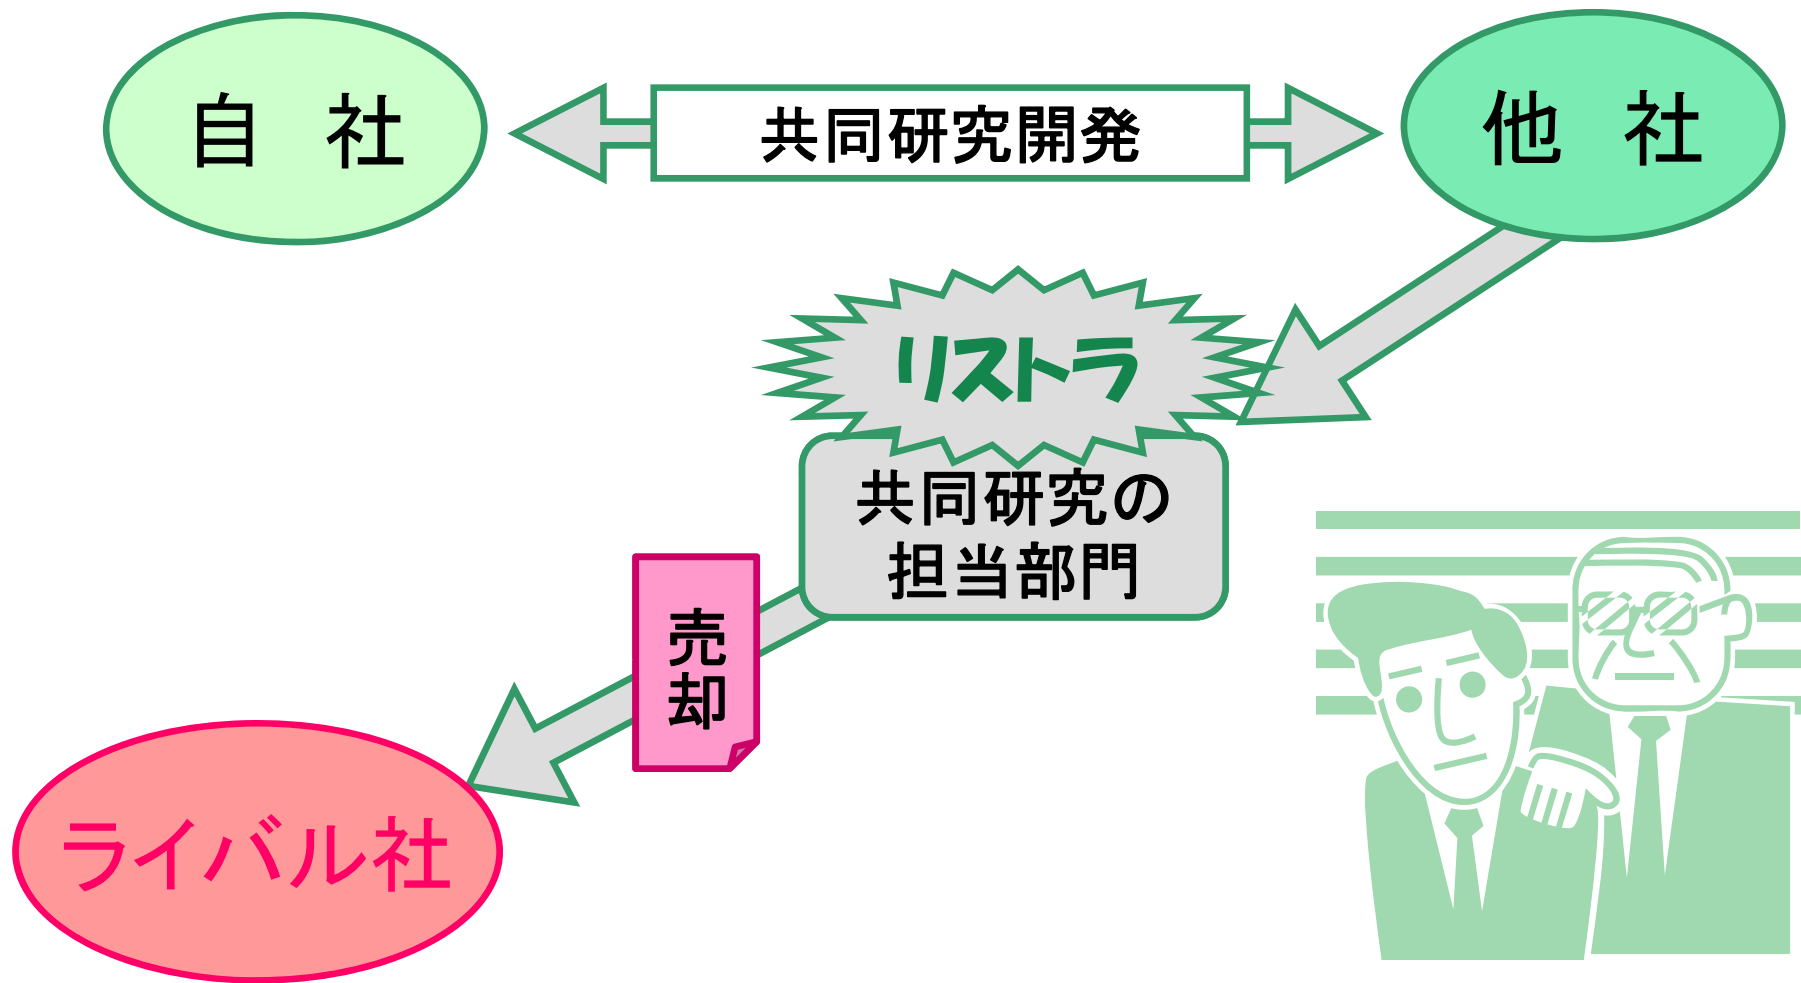 自　社
共同研究開発
他　社
リストラ
共同研究の
担当部門
売却
ライバル社